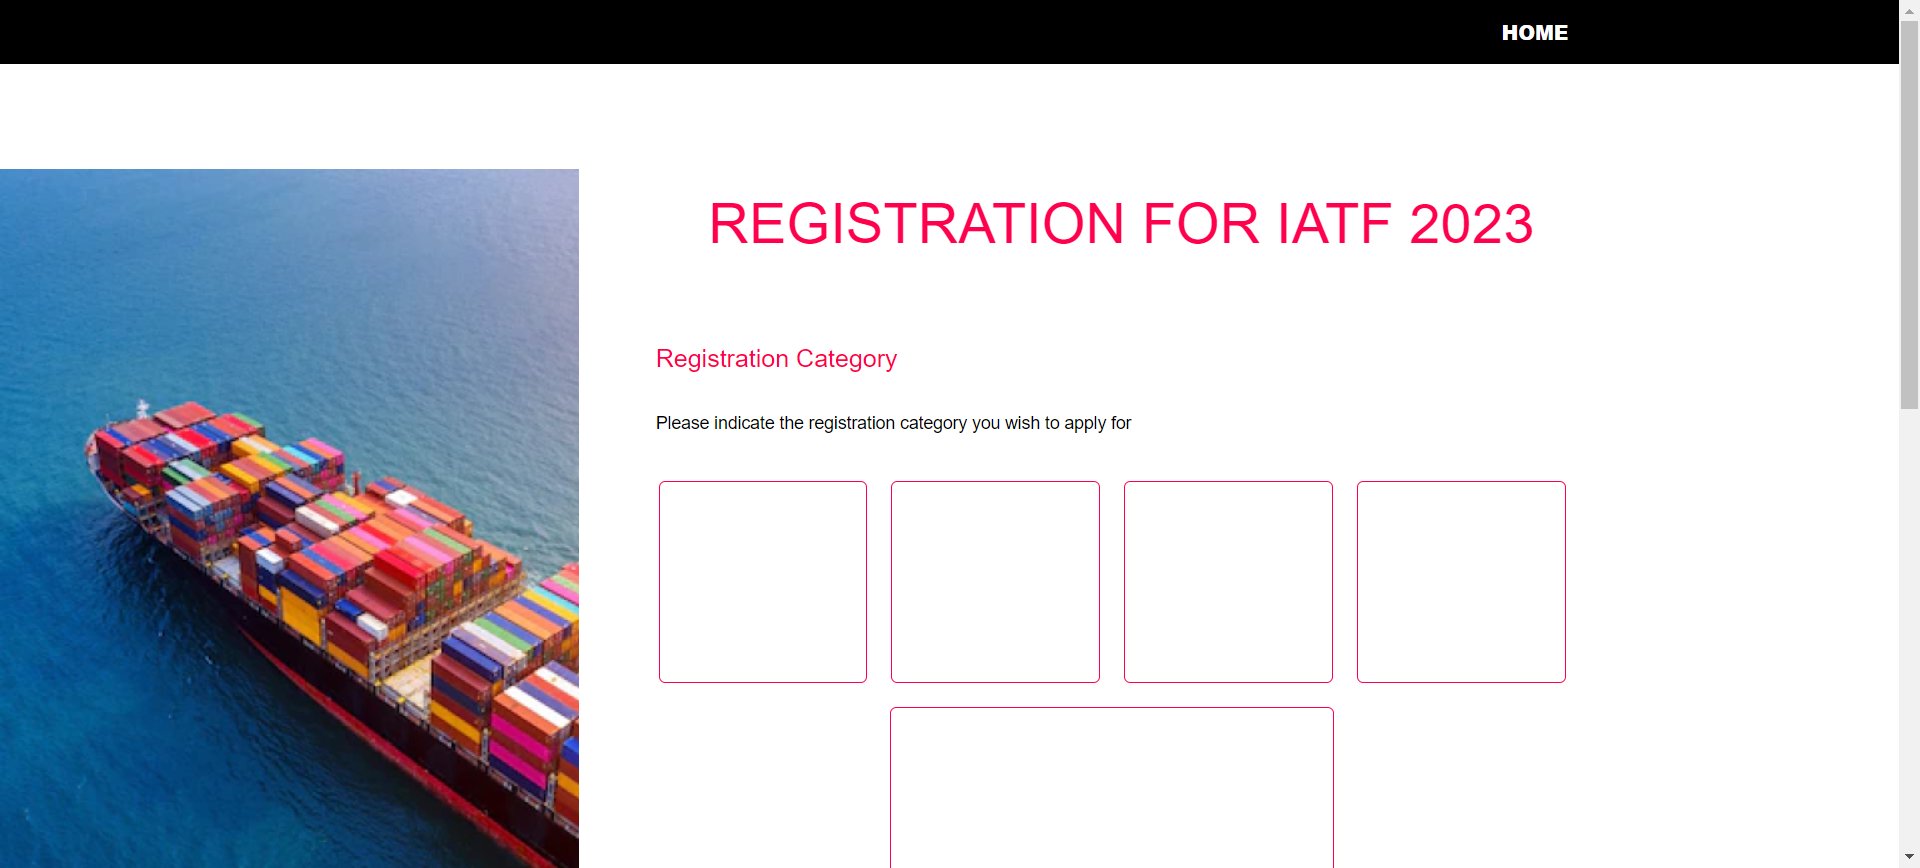 HOME
REGISTRATION FOR IATF 2023
Registration Category
Please indicate the registration category you wish to apply for